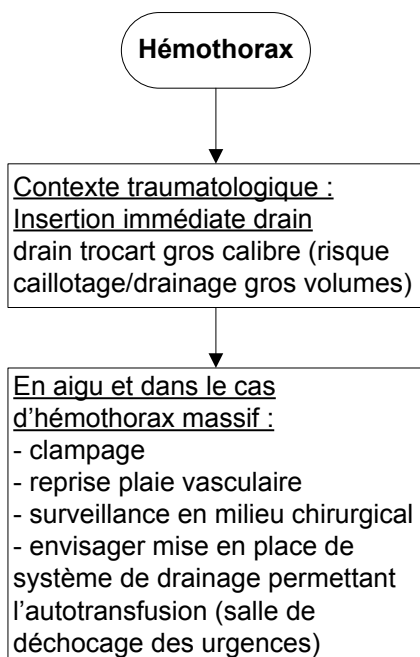 Hémothorax
Contexte traumatologique :
Insertion immédiate drain
drain trocart gros calibre (risque
caillotage/drainage gros volumes)
En aigu et dans le cas
d’hémothorax massif :
- clampage
- reprise plaie vasculaire
- surveillance en milieu chirurgical
- envisager mise en place de
système de drainage permettant
l’autotransfusion (salle de
déchocage des urgences)